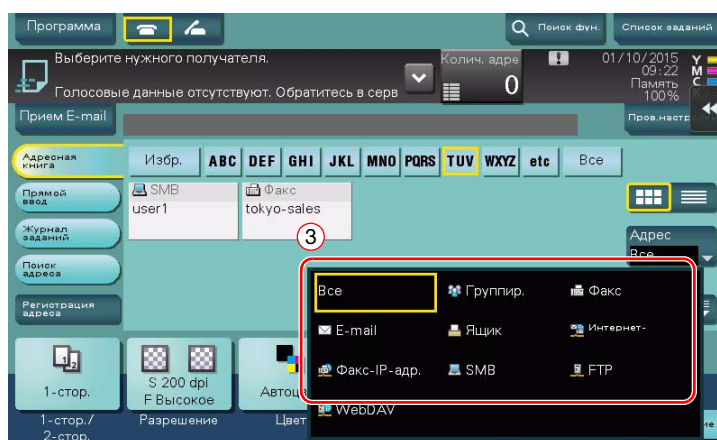 Программа
Поиск фун.
Список заданий
Выберите нужного получателя.
Голосовые данные отсутствуют. Обратитесь в серв
Колич. адре
0
01/10/2015
09:22
Память
100%
Y
M
C
K
Прием E-mail
Пров.настр
Адресная
книга
Избр.
ABC
DEF
GHI
JKL
MNO
PQRS
TUV
WXYZ
etc
Все
Прямой
ввод
SMB
user1
Факс
tokyo-sales
Журнал
заданий
3
Адрес
Все
Поиск
адреса
Регистрация
адреса
Все
Группир.
Факс
E-mail
Ящик
Интернет-
Факс-IP-адр.
SMB
FTP
WebDAV
1-стор.
S 200 dpi
F Высокое
Автоц
1-стор./
2-стор.
Разрешение
Цвет
ие